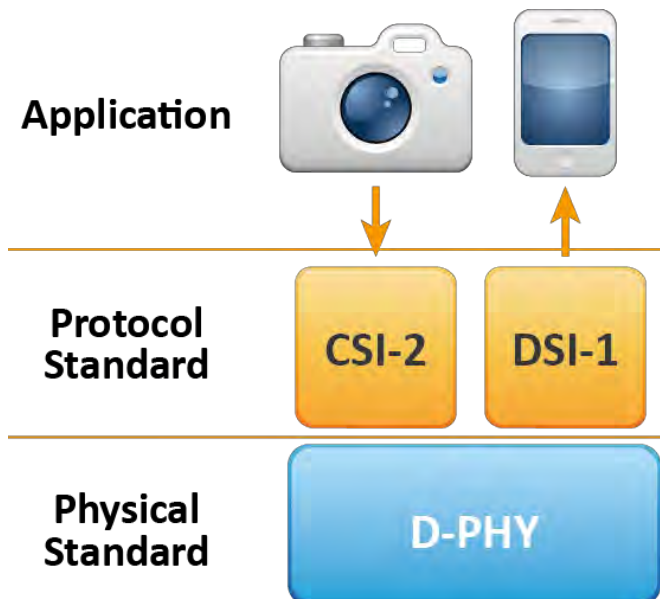 Application
Protocol
Standard
CSI-2
DSI-1
Physical
Standard
D-PHY